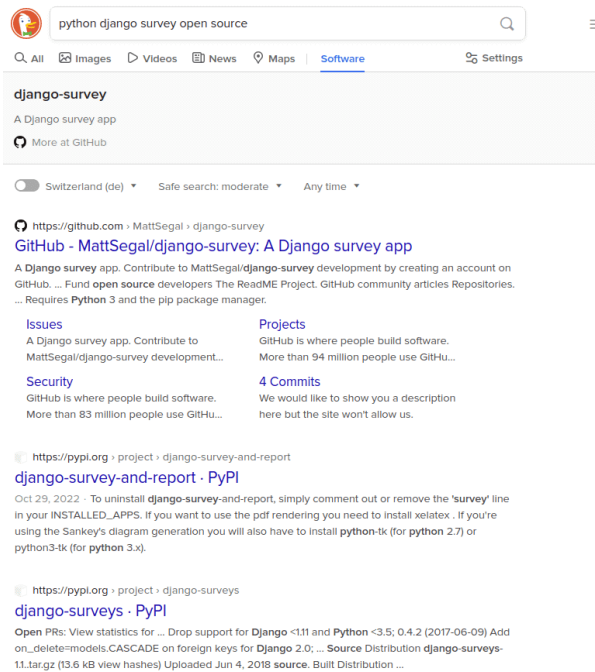 python django survey open source
All Images Videos News Maps Software Settings
django-survey
A Django survey app
More at GitHub
Switzerland (de) Safe search: moderate Any time
https://github.com › MattSegal › django-survey
GitHub - MattSegal/django-survey: A Django survey app
A Django survey app. Contribute to MattSegal/django-survey development by creating an account on
GitHub. ... Fund open source developers The ReadME Project. GitHub community articles Repositories.
... Requires Python 3 and the pip package manager.
Issues
A Django survey app. Contribute to
MattSegal/django-survey development...
Projects
GitHub is where people build software.
More than 94 million people use GitHu...
Security
GitHub is where people build software.
More than 83 million people use GitHu...
4 Commits
We would like to show you a description
here but the site won't allow us.
https://pypi.org › project › django-survey-and-report
django-survey-and-report · PyPI
Oct 29, 2022 · To uninstall django-survey-and-report, simply comment out or remove the 'survey' line
in your INSTALLED_APPS. If you want to use the pdf rendering you need to install xelatex . If you're
using the Sankey's diagram generation you will also have to install python-tk (for python 2.7) or
python3-tk (for python 3.x).
https://pypi.org › project › django-surveys
django-surveys · PyPI
Open PRs: View statistics for ... Drop support for Django <1.11 and Python <3.5; 0.4.2 (2017-06-09) Add
on_delete=models.CASCADE on foreign keys for Django 2.0; ... Source Distribution django-surveys-
1.1..tar.gz (13.6 kB view hashes) Uploaded Jun 4, 2018 source. Built Distribution ...